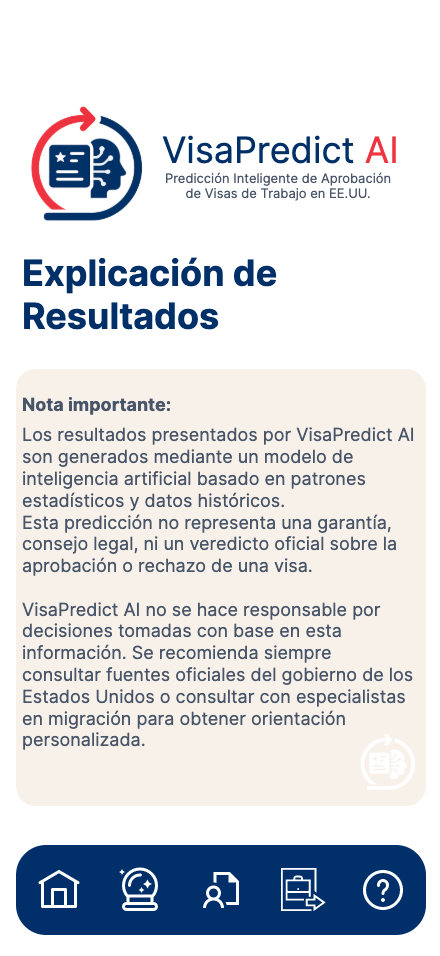 VisaPredict AI
Predicción Inteligente de Aprobación
de Visas de Trabajo en EE.UU.
Explicación de
Resultados
Nota importante:
Los resultados presentados por VisaPredict AI
son generados mediante un modelo de
inteligencia artificial basado en patrones
estadísticos y datos históricos.
Esta predicción no representa una garantía,
consejo legal, ni un veredicto oficial sobre la
aprobación o rechazo de una visa.
VisaPredict AI no se hace responsable por
decisiones tomadas con base en esta
información. Se recomienda siempre
consultar fuentes oficiales del gobierno de los
Estados Unidos o consultar con especialistas
en migración para obtener orientación
personalizada.